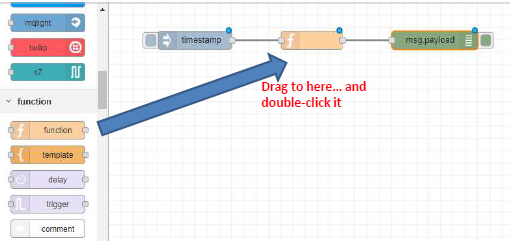 mqlight
twilio
s7
function
function
template
delay
trigger
comment
timestamp
msg.payload
Drag to here... and
double-click it